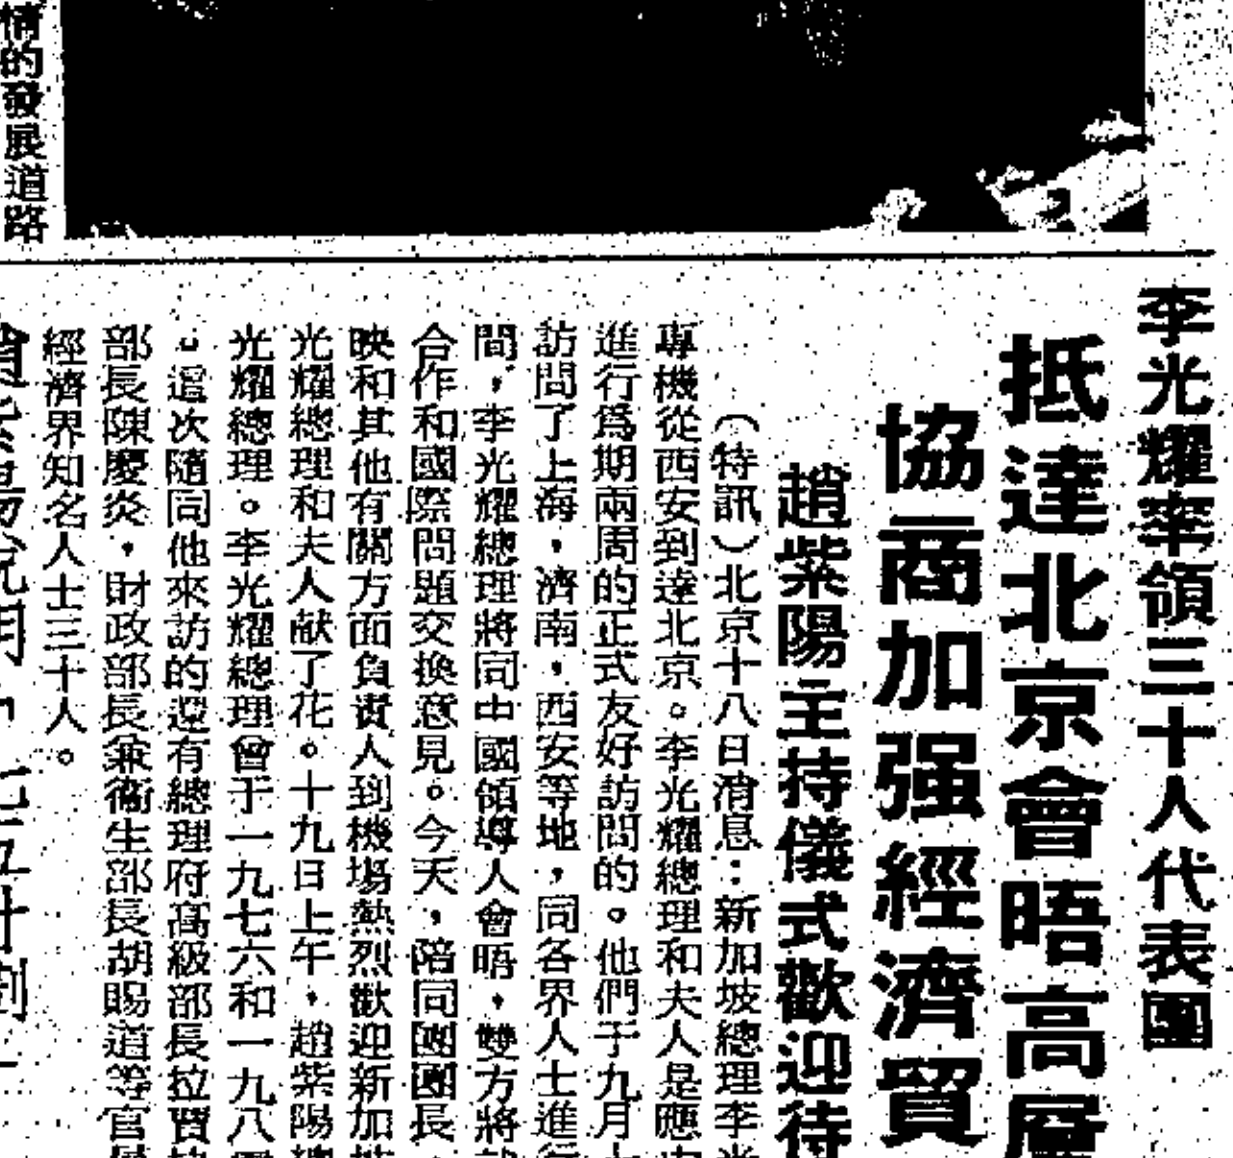 李光耀率領三十人代表團
抵達北京會晤高層
協商加强經濟貿
趙紫陽主持儀式歡迎待
（特訊）北京十八日消息：新加坡總理李光
專機從西安到達北京。李光耀總理和夫人是應中
進行爲期兩周的正式友好訪問的。他們于九月十
訪問了上海，濟南，西安等地，同各界人士進行
間，李光耀總理將同中國領導人會晤，雙方將就
合作和國際問題交換意見。今天，陪同團團長，
映和其他有關方面負責人到機場熱烈歡迎新加坡
光耀總理和夫人献了花。十九日上午，趙紫陽總
光耀總理。李光耀總理曾于一九七六和一九八零
。這次隨同他來訪的還有總理府高級部長拉賈
部長陳慶炎，財政部長兼衞生部長胡賜道等官員
經濟界知名人士三十人。
情的發展道路